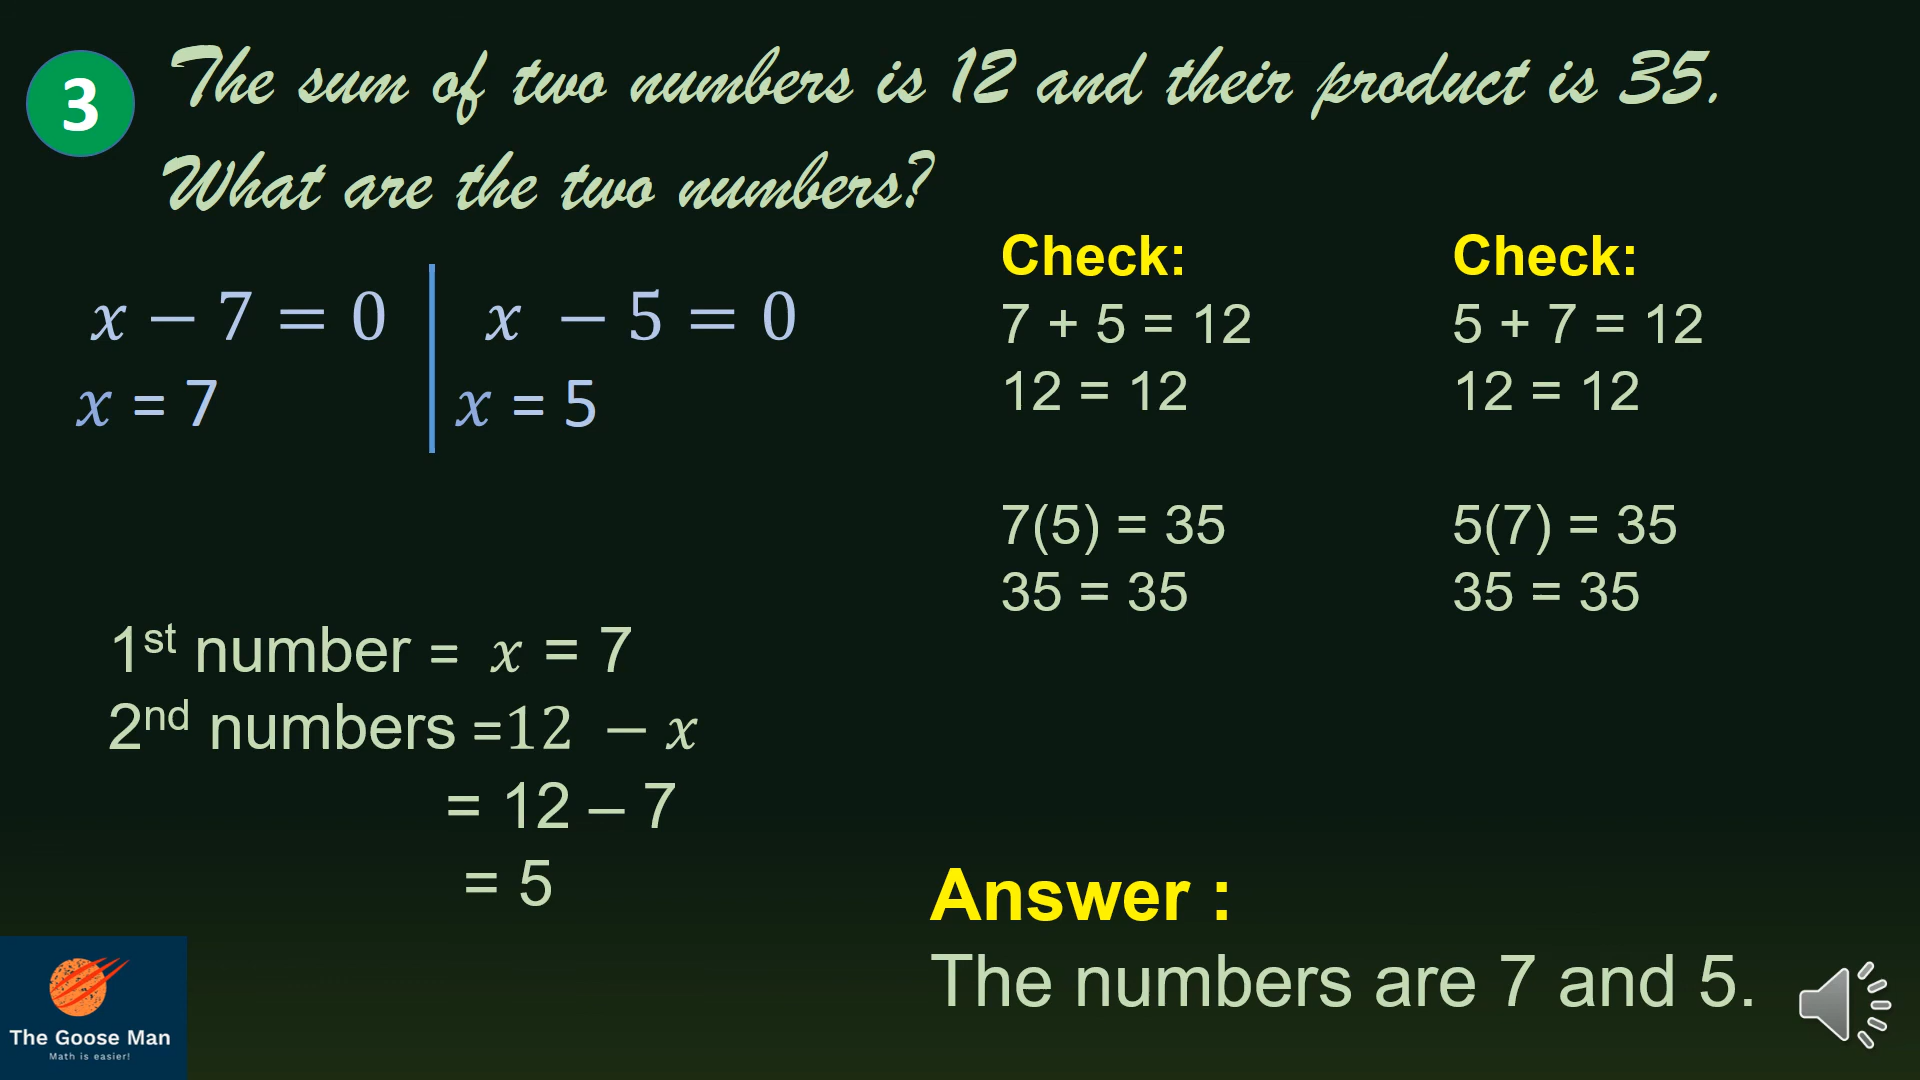 3
The sum of two numbers is 12 and their product is 35.
What are the two numbers?
x − 7 = 0
x = 7
x − 5 = 0
x = 5
Check:
7 + 5 = 12
12 = 12
7(5) = 35
35 = 35
Check:
5 + 7 = 12
12 = 12
5(7) = 35
35 = 35
1st number = x = 7
2nd numbers =12 − x
= 12 – 7
= 5
Answer :
The numbers are 7 and 5.
The Goose Man
Math is easier!